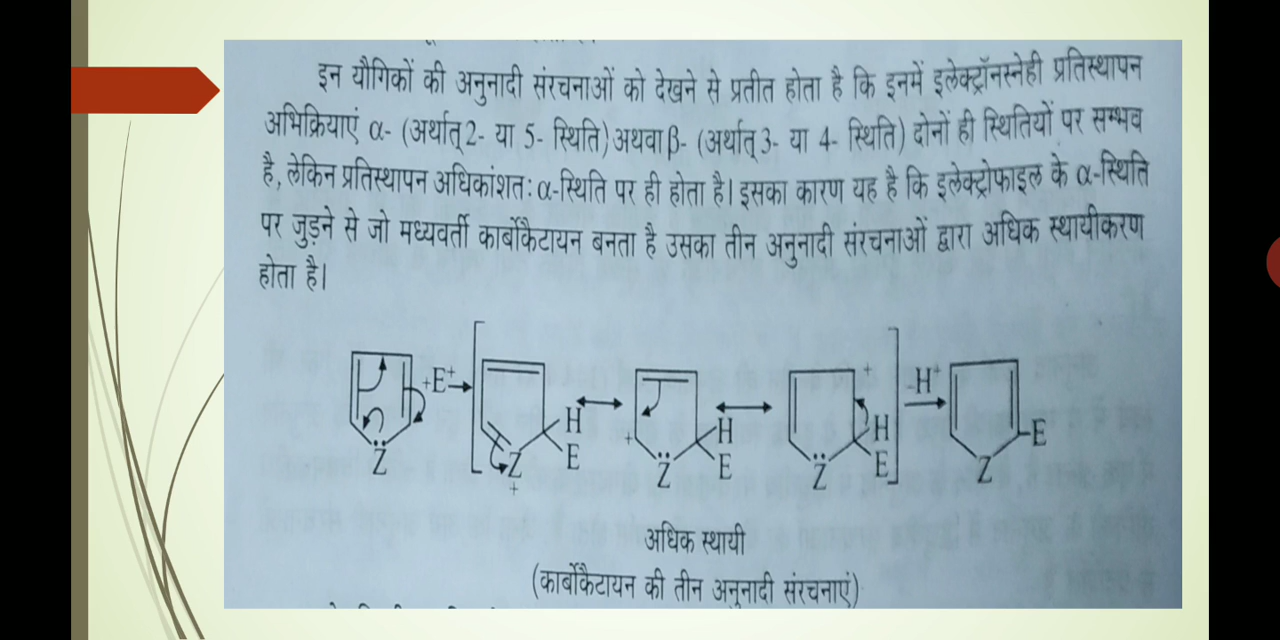 इन यौगिकों की अनुनादी संरचनाओं को देखने से प्रतीत होता है कि इनमें इलेक्ट्रॉनस्नेही प्रतिस्थापन
अभिक्रियाएं α- (अर्थात् 2- या 5- स्थिति) अथवा β- (अर्थात् 3- या 4- स्थिति) दोनों ही स्थितियों पर सम्भव
है, लेकिन प्रतिस्थापन अधिकांशतः α-स्थिति पर ही होता है। इसका कारण यह है कि इलेक्ट्रोफाइल के α-स्थिति
पर जुड़ने से जो मध्यवर्ती कार्बोकैटायन बनता है उसका तीन अनुनादी संरचनाओं द्वारा अधिक स्थायीकरण
होता है।
Z̈ +E⁺ → [ Z⁺ H E ↔ + Z̈ H E ↔ + Z̈ H E ] –H⁺ → Z E
अधिक स्थायी
(कार्बोकैटायन की तीन अनुनादी संरचनाएं)